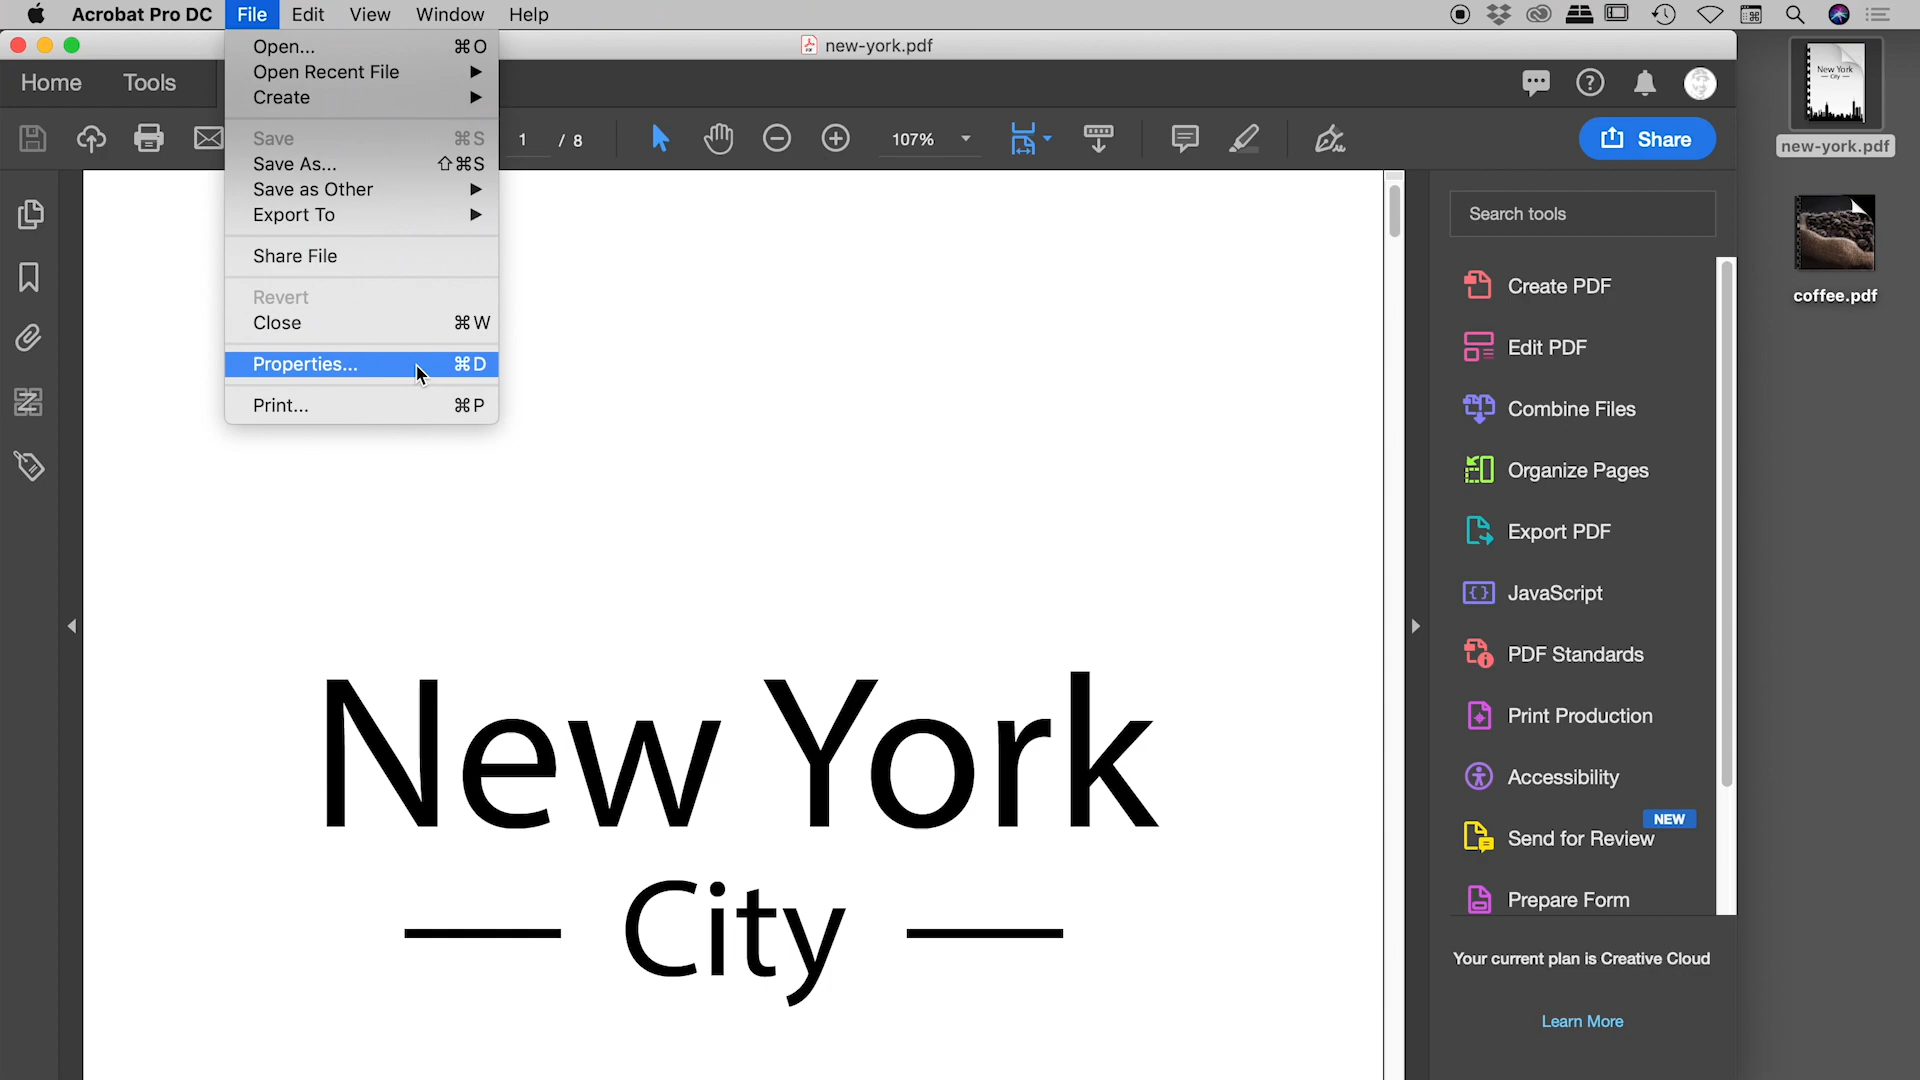 Acrobat Pro DC File Edit View Window Help
new-york.pdf
Home Tools
Open... ⌘O
Open Recent File
Create
Save ⌘S
Save As... ⇧⌘S
Save as Other
Export To
Share File
Revert
Close ⌘W
Properties... ⌘D
Print... ⌘P
1 / 8 107% Share
New York
City
Search tools
Create PDF
Edit PDF
Combine Files
Organize Pages
Export PDF
JavaScript
PDF Standards
Print Production
Accessibility
NEW
Send for Review
Prepare Form
Your current plan is Creative Cloud
Learn More
New York
City
new-york.pdf
coffee.pdf